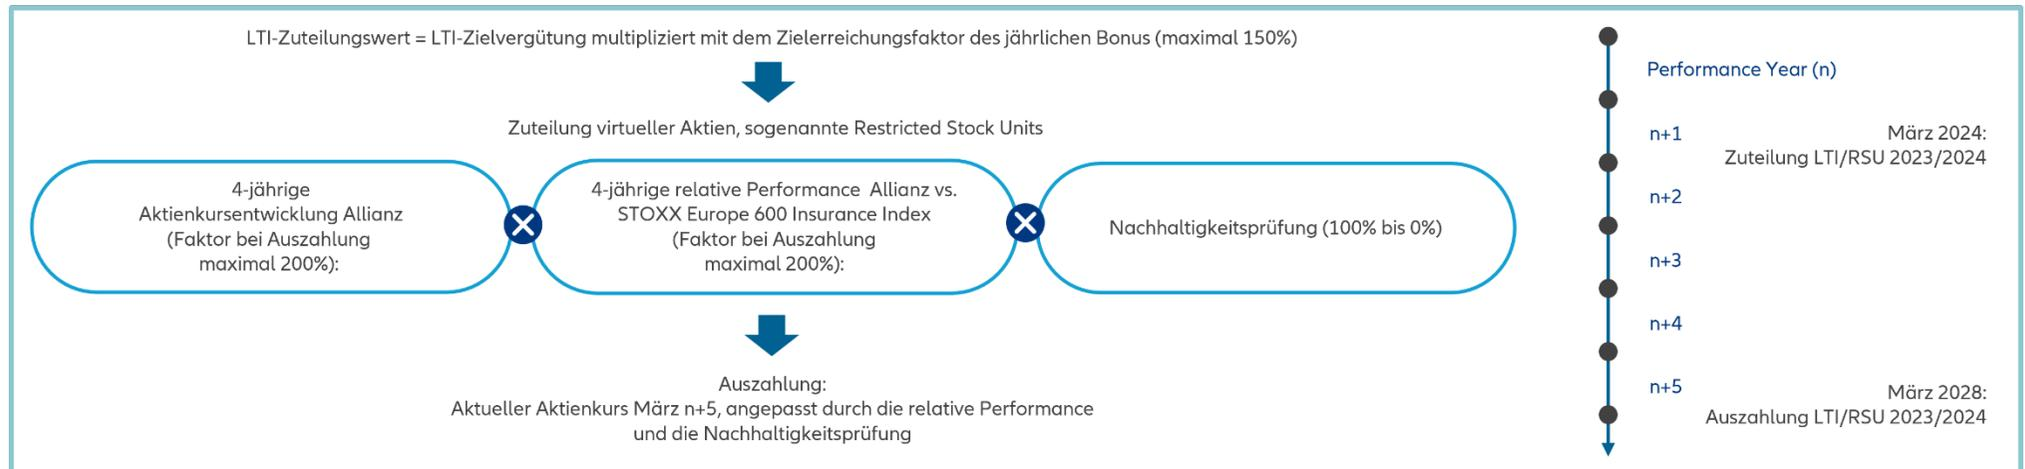 LTI-Zuteilungswert = LTI-Zielvergütung multipliziert mit dem Zielerreichungsfaktor des jährlichen Bonus (maximal 150%)
Zuteilung virtueller Aktien, sogenannte Restricted Stock Units
4-jährige
Aktienkursentwicklung Allianz
(Faktor bei Auszahlung
maximal 200%):
4-jährige relative Performance Allianz vs.
STOXX Europe 600 Insurance Index
(Faktor bei Auszahlung
maximal 200%):
Nachhaltigkeitsprüfung (100% bis 0%)
Auszahlung:
Aktueller Aktienkurs März n+5, angepasst durch die relative Performance
und die Nachhaltigkeitsprüfung
Performance Year (n)
n+1
März 2024:
Zuteilung LTI/RSU 2023/2024
n+2
n+3
n+4
n+5
März 2028:
Auszahlung LTI/RSU 2023/2024